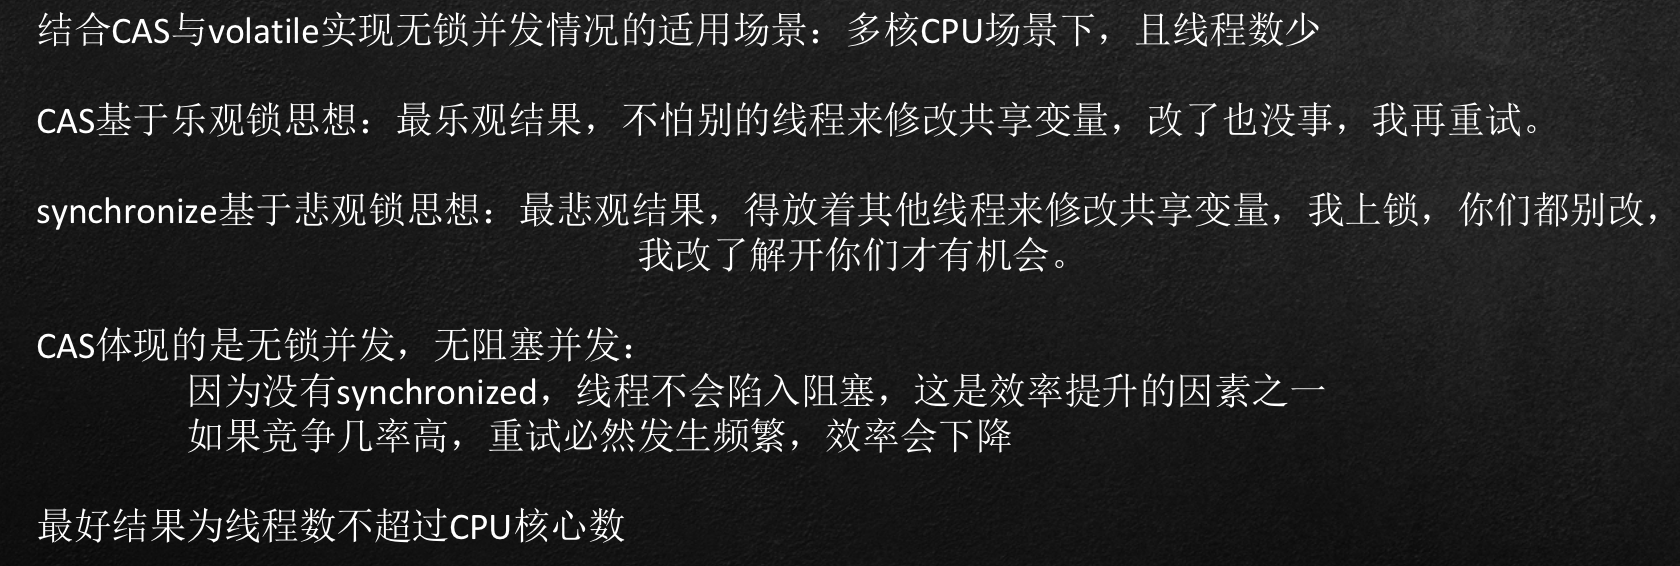 结合CAS与volatile实现无锁并发情况的适用场景：多核CPU场景下，且线程数少
CAS基于乐观锁思想：最乐观结果，不怕别的线程来修改共享变量，改了也没事，我再重试。
synchronize基于悲观锁思想：最悲观结果，得放着其他线程来修改共享变量，我上锁，你们都别改，
我改了解开你们才有机会。
CAS体现的是无锁并发，无阻塞并发：
因为没有synchronized，线程不会陷入阻塞，这是效率提升的因素之一
如果竞争几率高，重试必然发生频繁，效率会下降
最好结果为线程数不超过CPU核心数